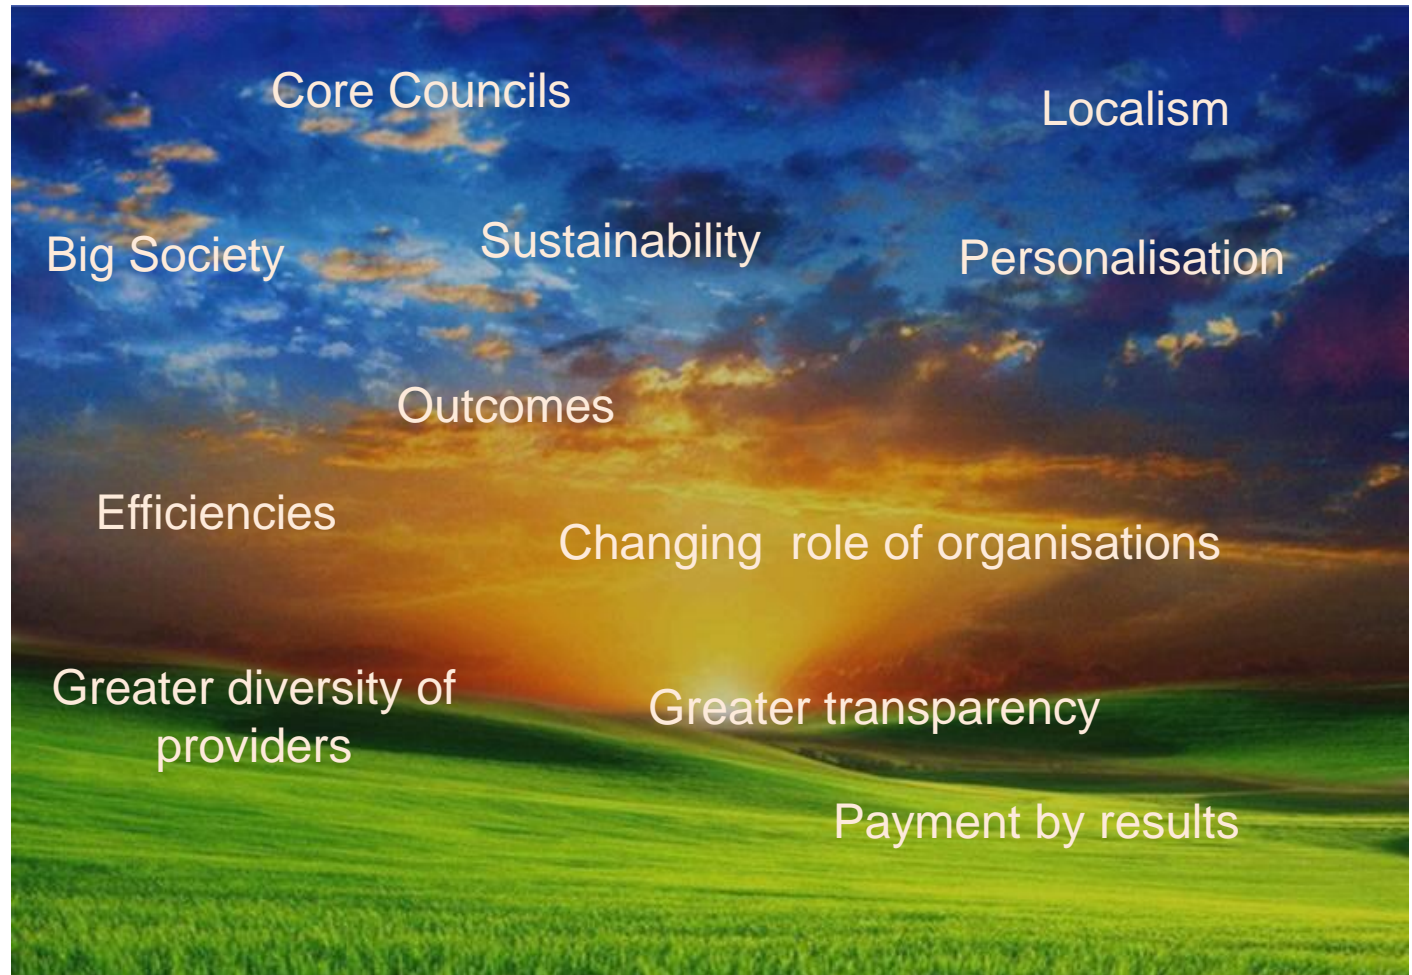 Core Councils
Localism
Big Society
Sustainability
Personalisation
Outcomes
Efficiencies
Changing  role of organisations
Greater diversity of
providers
Greater transparency
Payment by results